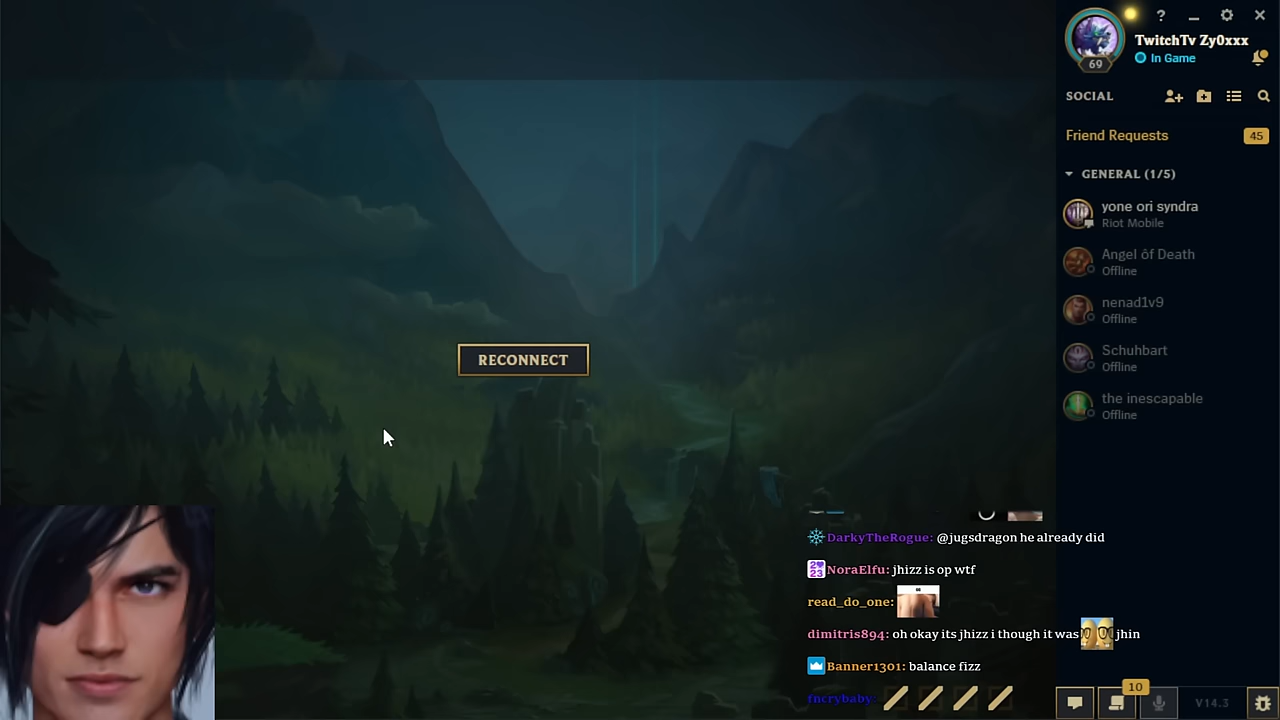 ?
TwitchTv Zy0xxx
69
In Game
SOCIAL
Friend Requests
45
GENERAL (1/5)
yone ori syndra
Riot Mobile
Angel ôf Death
Offline
nenad1v9
Offline
Schuhbart
Offline
the inescapable
Offline
RECONNECT
DarkyTheRogue: @jugsdragon he already did
NoraElfu: jhizz is op wtf
read_do_one:
dimitris894: oh okay its jhizz i though it was jhin
Banner1301: balance fizz
fncrybaby:
10
V14.3